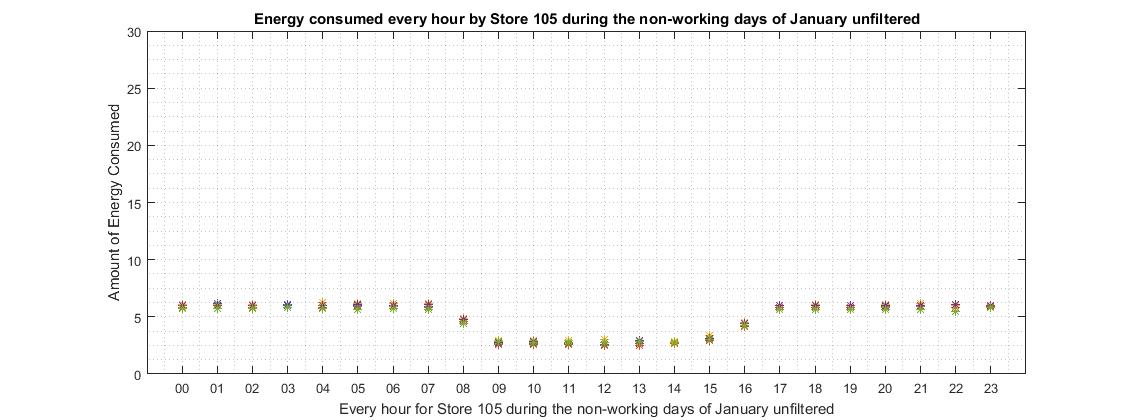 Energy consumed every hour by Store 105 during the non-working days of January unfiltered
30
25
20
15
10
5
0
Amount of Energy Consumed
00 01 02 03 04 05 06 07 08 09 10 11 12 13 14 15 16 17 18 19 20 21 22 23
Every hour for Store 105 during the non-working days of January unfiltered